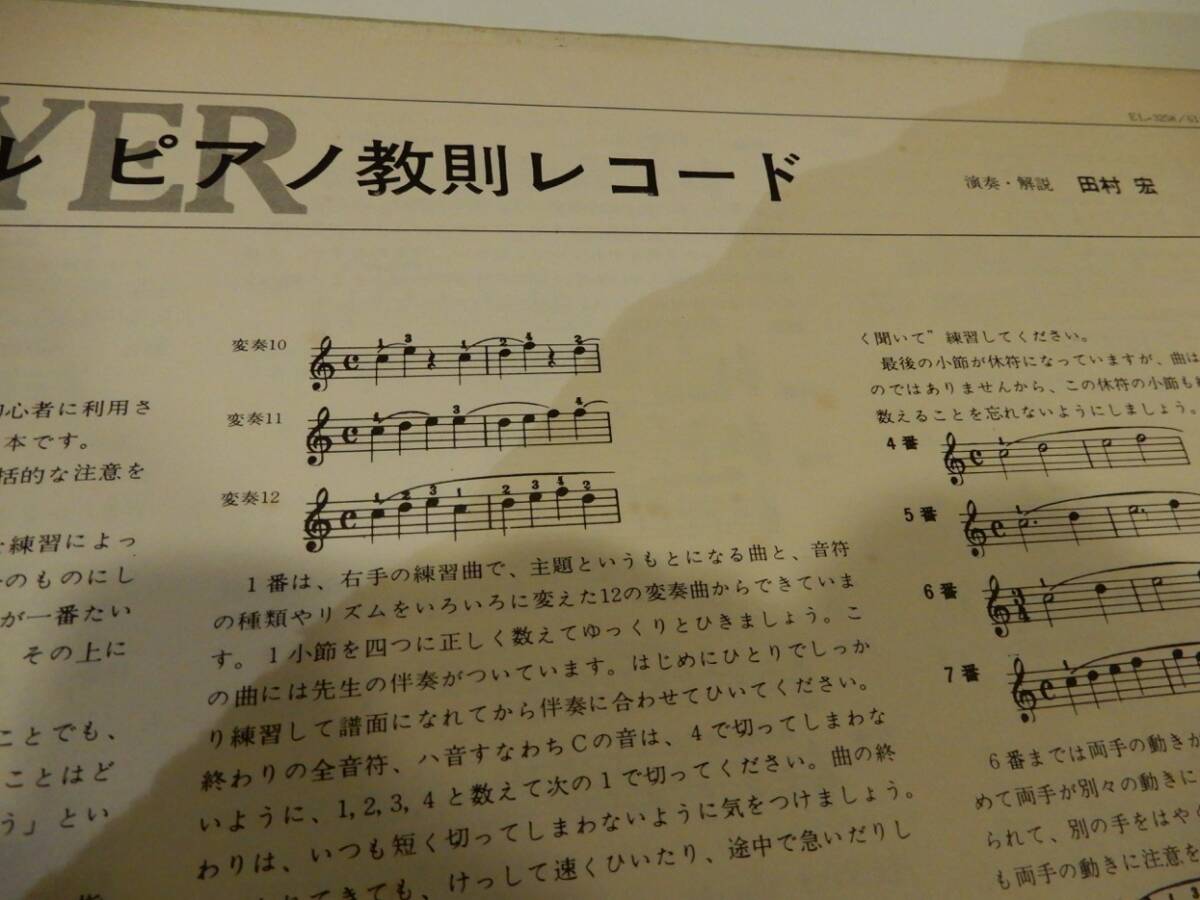 YER
ル ピアノ教則レコード
演奏・解説 田村 宏
心者に利用さ
本です。
括的な注意を
練習によっ
のものにし
が一番たい
その上に
ことでも、
ことはど
う」とい
変奏10
変奏11
変奏12
1番は、右手の練習曲で、主題というもとになる曲と、音符
の種類やリズムをいろいろに変えた12の変奏曲からできていま
す。1小節を四つに正しく数えてゆっくりとひきましょう。こ
の曲には先生の伴奏がついています。はじめにひとりでしっか
り練習して譜面になれてから伴奏に合わせてひいてください。
終わりの全音符、ハ音すなわちCの音は、4で切ってしまわな
いように、1, 2, 3, 4と数えて次の1で切ってください。曲の終
わりは、いつも短く切ってしまわないように気をつけましょう。
てきても、けっして速くひいたり、途中で急いだりし
く聞いて”練習してください。
最後の小節が休符になっていますが、曲は
のではありませんから、この休符の小節も
数えることを忘れないようにしましょう。
4番
5番
6番
7番
6番までは両手の動きが
めて両手が別々の動きに
られて、別の手をはやく
も両手の動きに注意を